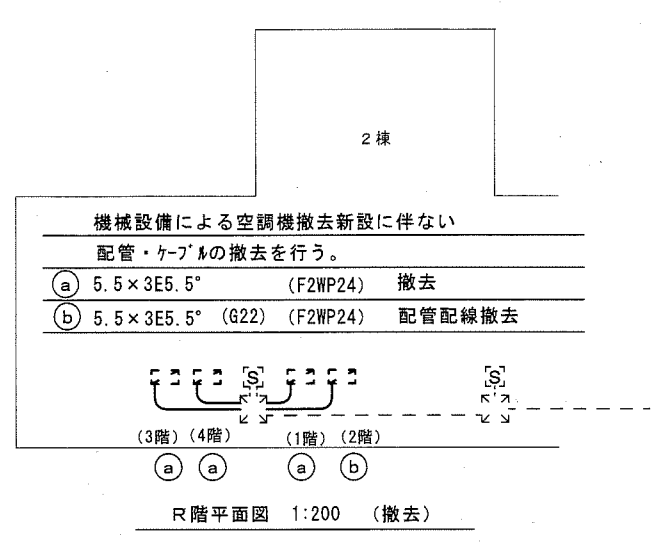 2棟
機械設備による空調機撤去新設に伴ない
配管・ケーブルの撤去を行う。
a 5.5×3E5.5° (F2WP24) 撤去
b 5.5×3E5.5° (G22) (F2WP24) 配管配線撤去
S S
(3階) (4階) (1階) (2階)
a a a b
R階平面図 1:200 (撤去)